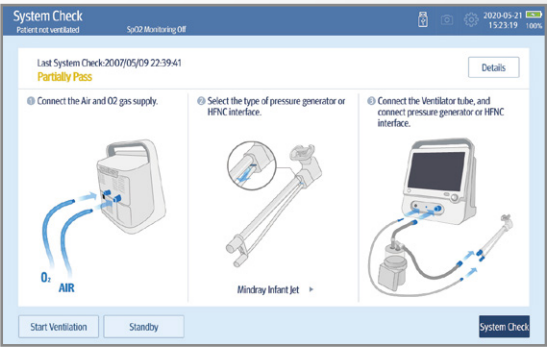 System Check
Patient not ventilated SpO2 Monitoring Off
2020-05-21
15:23:19 100%
Last System Check:2007/05/09 22:39:41
Partially Pass
Details
① Connect the Air and O2 gas supply.
② Select the type of pressure generator or
HFNC interface.
③ Connect the Ventilator tube, and
connect pressure generator or HFNC
interface.
O₂
AIR
Mindray Infant Jet
Start Ventilation
Standby
System Check